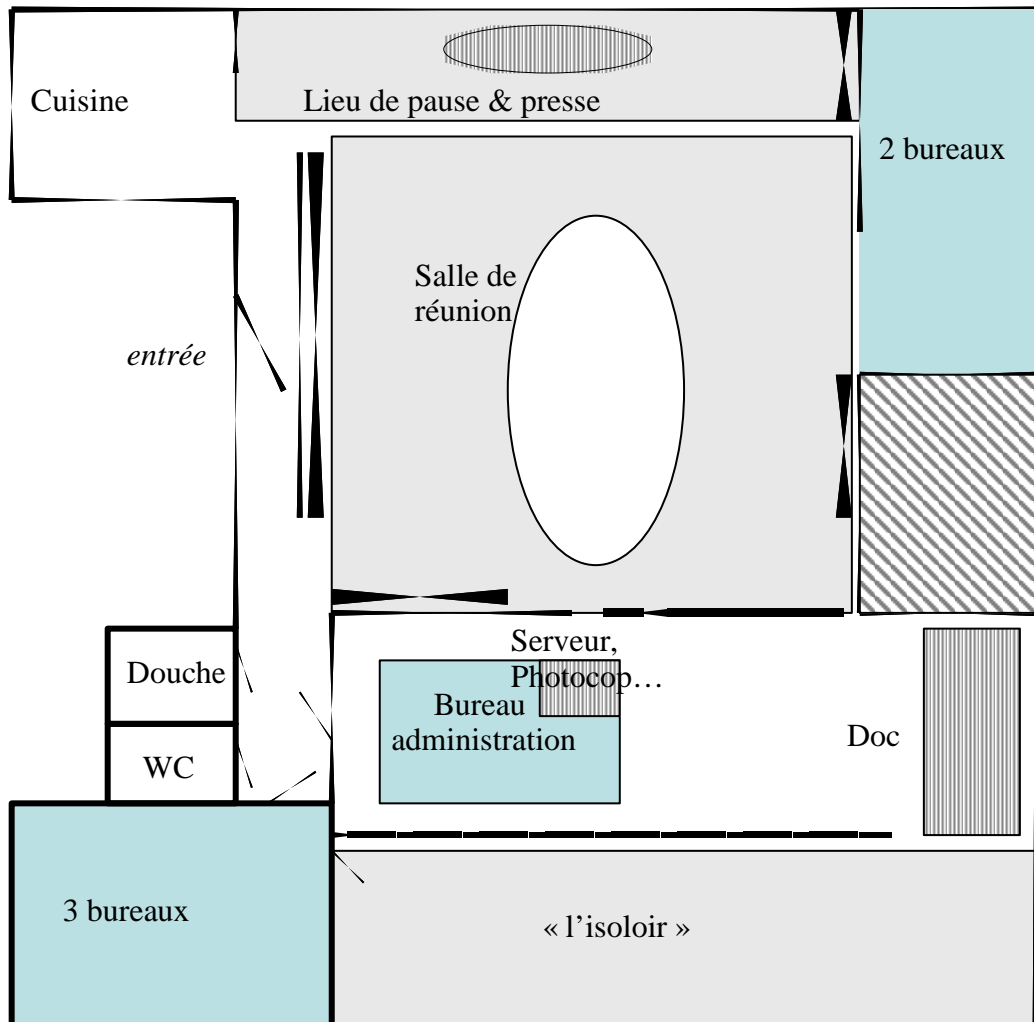 Cuisine
Lieu de pause & presse
2 bureaux
Salle de
réunion
entrée
Serveur,
Photocop…
Douche
Bureau
administration
Doc
WC
3 bureaux
« l’isoloir »